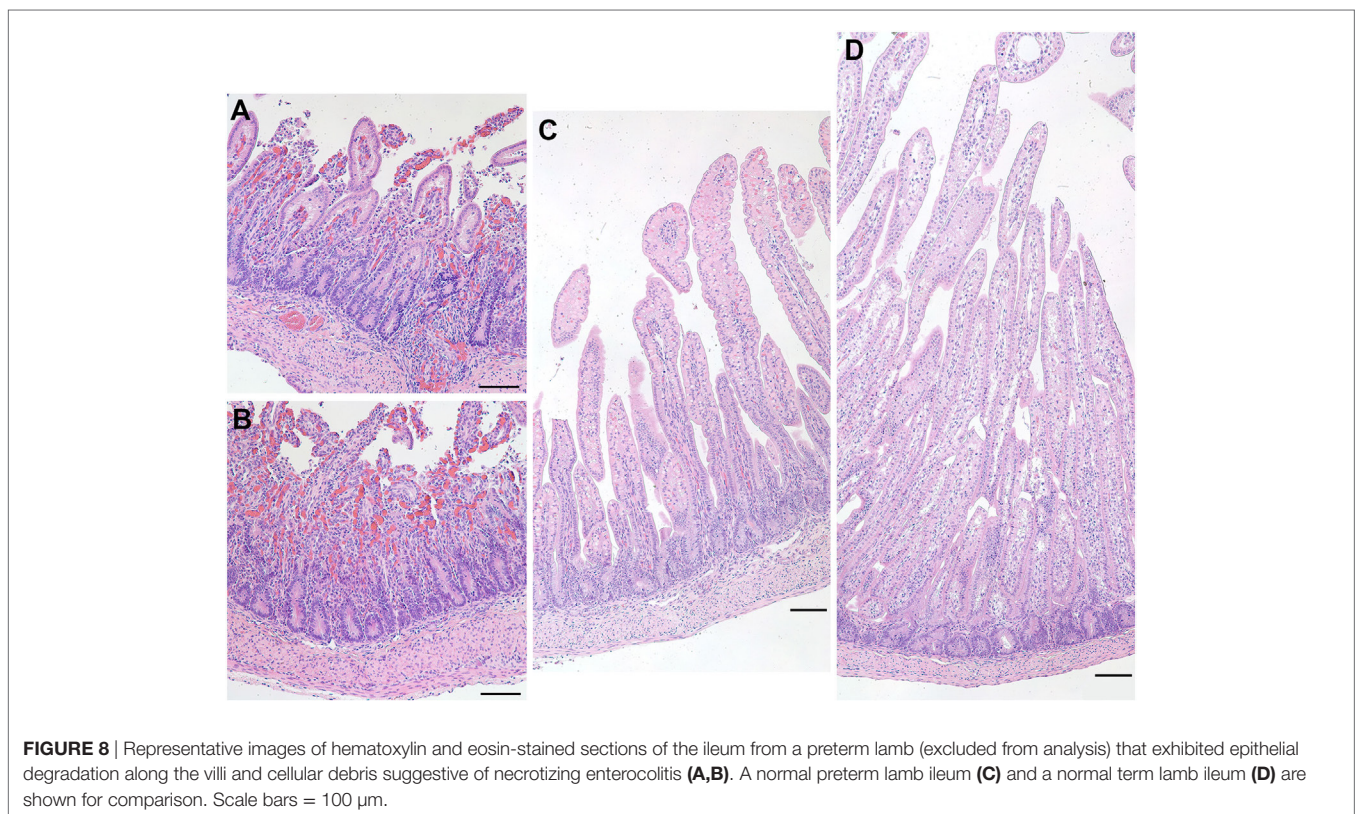 A
B
C
D
FIGURE 8 | Representative images of hematoxylin and eosin-stained sections of the ileum from a preterm lamb (excluded from analysis) that exhibited epithelial
degradation along the villi and cellular debris suggestive of necrotizing enterocolitis (A,B). A normal preterm lamb ileum (C) and a normal term lamb ileum (D) are
shown for comparison. Scale bars = 100 μm.